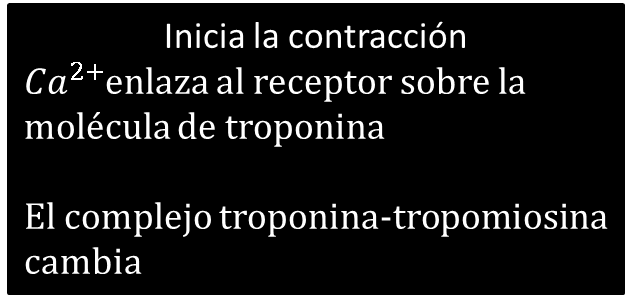 Inicia la contracción
Ca²⁺enlaza al receptor sobre la
molécula de troponina
El complejo troponina-tropomiosina
cambia